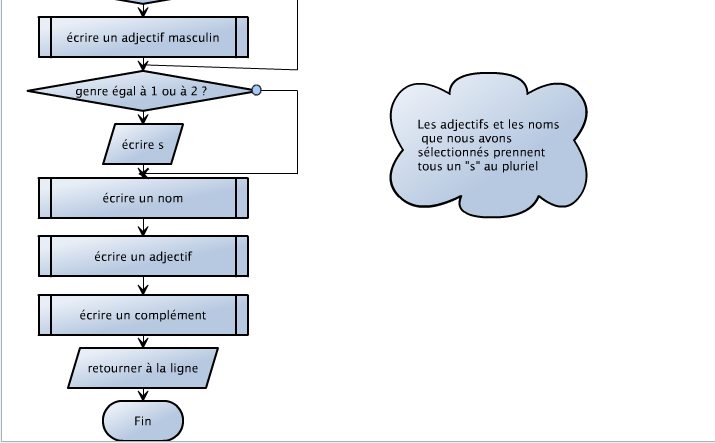 écrire un adjectif masculin
genre égal à 1 ou à 2 ?
écrire s
écrire un nom
écrire un adjectif
écrire un complément
retourner à la ligne
Fin
Les adjectifs et les noms
que nous avons
sélectionnés prennent
tous un "s" au pluriel